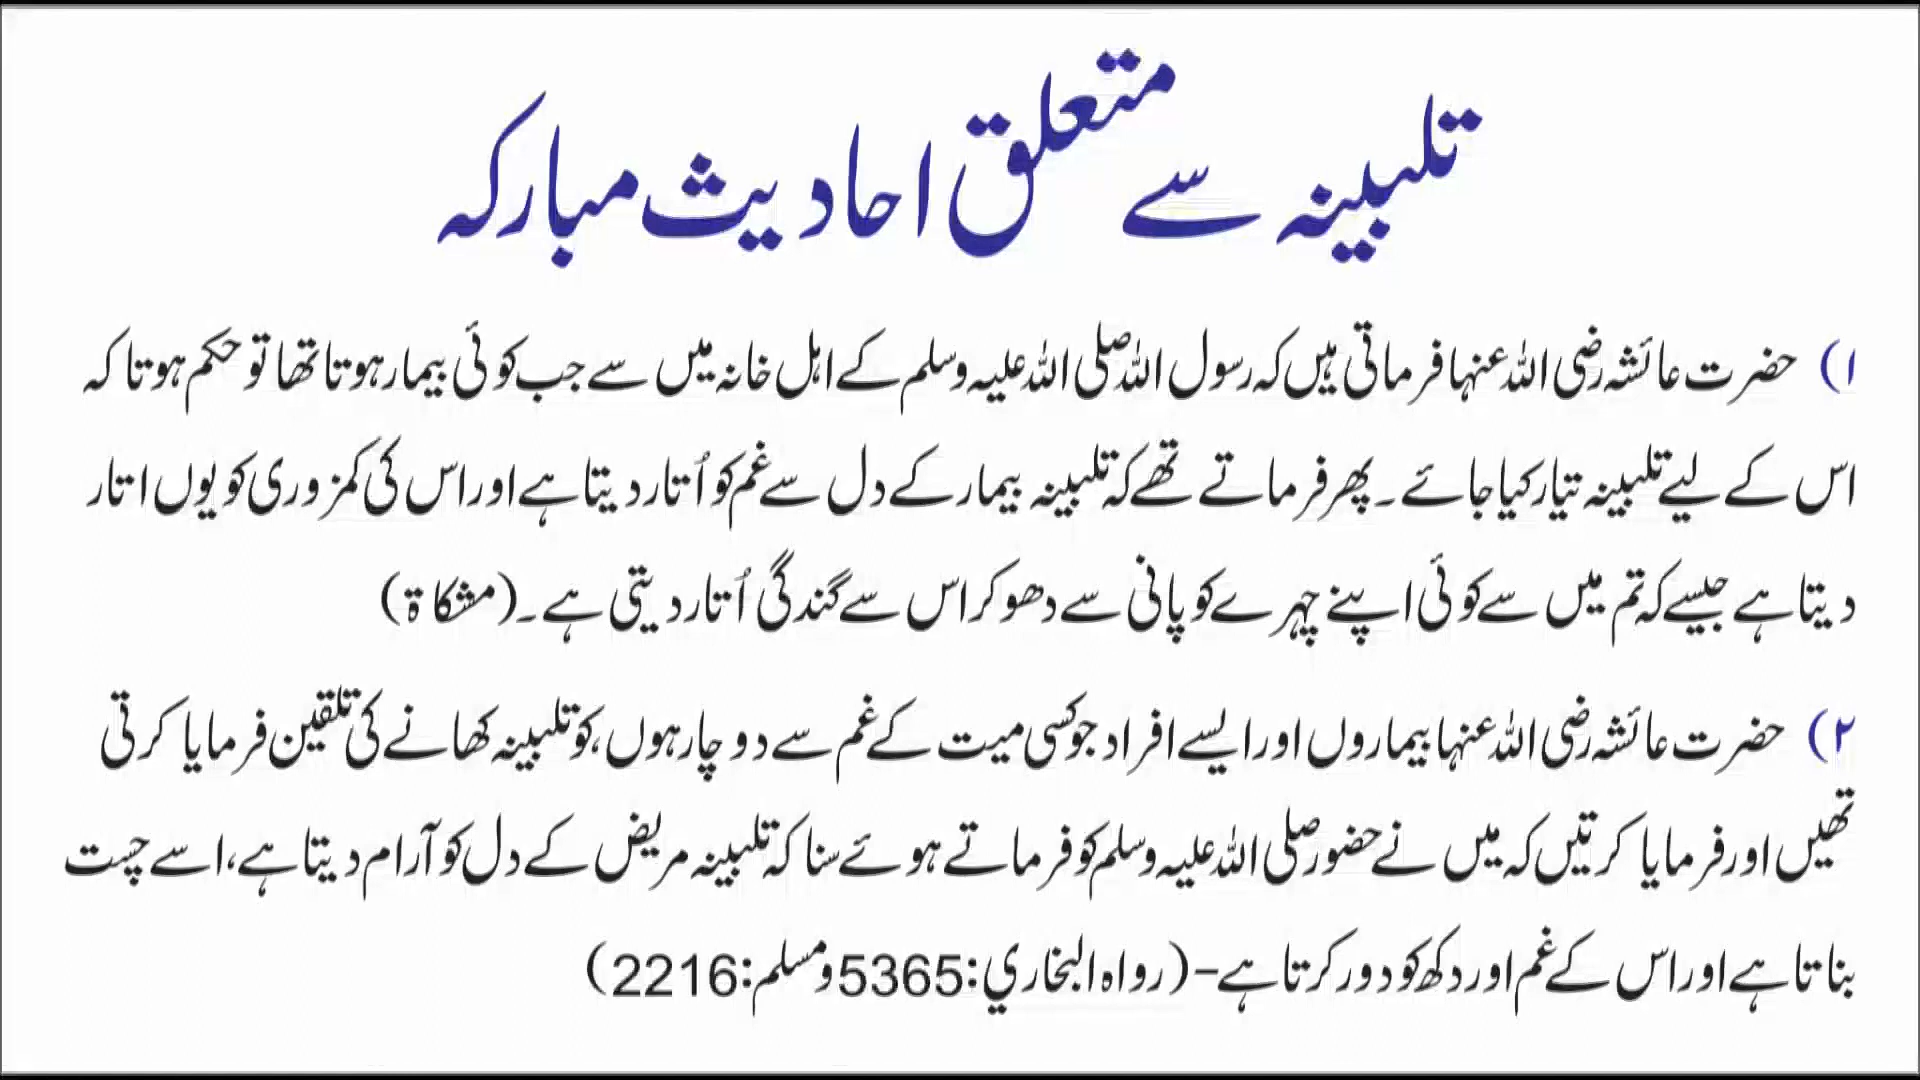 تلبینہ سے متعلق احادیث مبارکہ
۱) حضرت عائشہ رضی اللہ عنہا فرماتی ہیں کہ رسول اللہ صلی اللہ علیہ وسلم کے اہل خانہ میں سے جب کوئی بیمار ہوتا تھا تو حکم ہوتا کہ
اس کے لیے تلبینہ تیار کیا جائے۔ پھر فرماتے تھے کہ تلبینہ بیمار کے دل سے غم کو اُتار دیتا ہے اور اس کی کمزوری کو یوں اتار
دیتا ہے جیسے کہ تم میں سے کوئی اپنے چہرے کو پانی سے دھو کر اس سے گندگی اُتار دیتی ہے۔ (مشکاۃ)
۲) حضرت عائشہ رضی اللہ عنہا بیماروں اور ایسے افراد جو کسی میت کے غم سے دوچار ہوں، کو تلبینہ کھانے کی تلقین فرمایا کرتی
تھیں اور فرمایا کرتیں کہ میں نے حضور صلی اللہ علیہ وسلم کو فرماتے ہوئے سنا کہ تلبینہ مریض کے دل کو آرام دیتا ہے، اسے چست
بناتا ہے اور اس کے غم اور دکھ کو دور کرتا ہے- (رواہ البخاري: 5365 و مسلم: 2216)